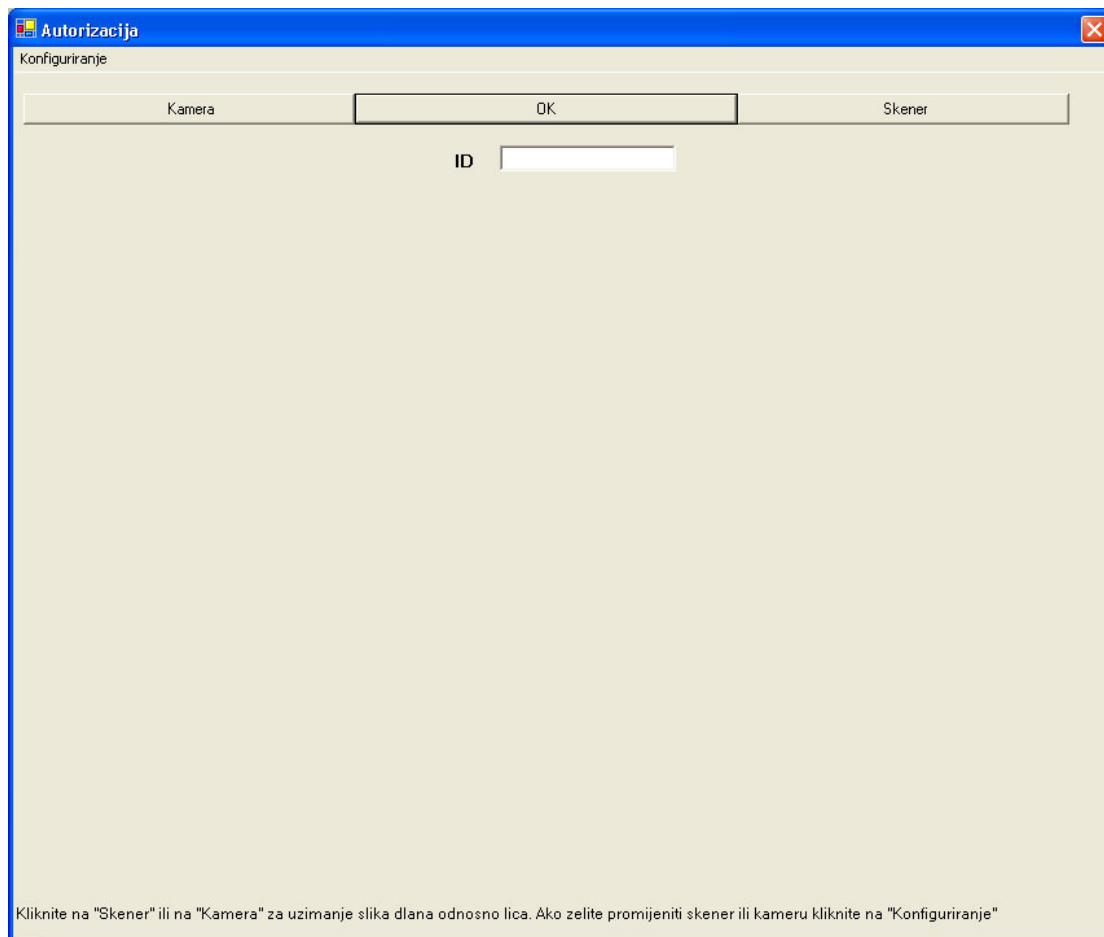 Autorizacija
Konfiguriranje
Kamera OK Skener
ID
Kliknite na "Skener" ili na "Kamera" za uzimanje slika dlana odnosno lica. Ako zelite promijeniti skener ili kameru kliknite na "Konfiguriranje"